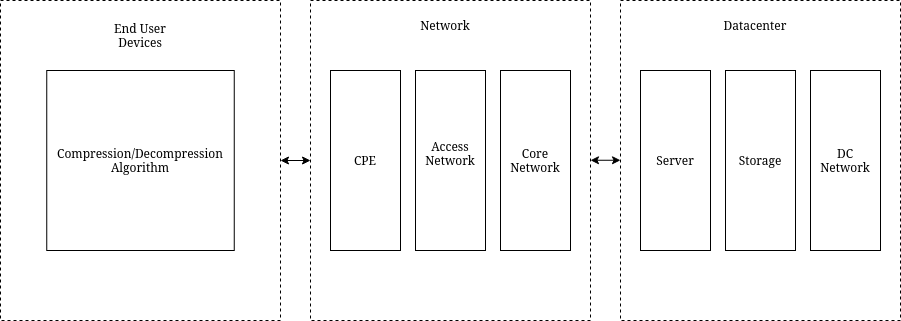 End User
Devices
Network
Datacenter
Compression/Decompression
Algorithm
CPE
Access
Network
Core
Network
Server
Storage
DC
Network